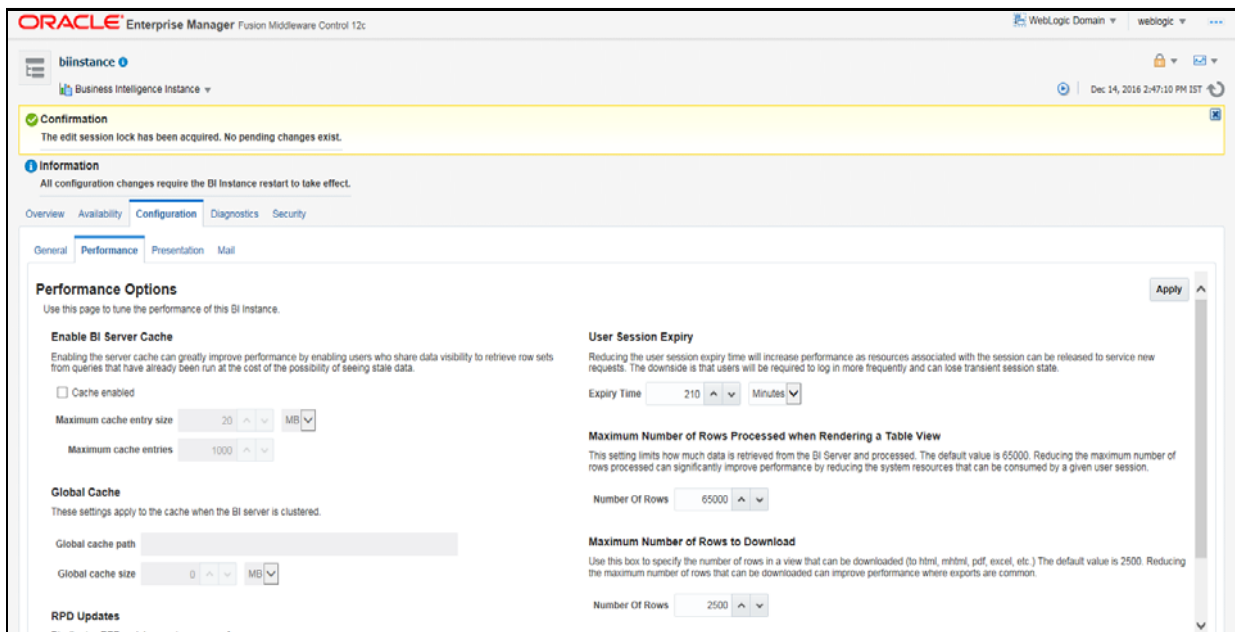 ORACLE® Enterprise Manager Fusion Middleware Control 12c
WebLogic Domain
weblogic
biinstance
Business Intelligence Instance
Dec 14, 2016 2:47:10 PM IST
Confirmation
The edit session lock has been acquired. No pending changes exist.
Information
All configuration changes require the BI Instance restart to take effect.
Overview Availability Configuration Diagnostics Security
General Performance Presentation Mail
Performance Options
Apply
Use this page to tune the performance of this BI Instance.
Enable BI Server Cache
Enabling the server cache can greatly improve performance by enabling users who share data visibility to retrieve row sets
from queries that have already been run at the cost of the possibility of seeing stale data.
Cache enabled
Maximum cache entry size 20 MB
Maximum cache entries 1000
Global Cache
These settings apply to the cache when the BI server is clustered.
Global cache path
Global cache size 0 MB
RPD Updates
User Session Expiry
Reducing the user session expiry time will increase performance as resources associated with the session can be released to service new
requests. The downside is that users will be required to log in more frequently and can lose transient session state.
Expiry Time 210 Minutes
Maximum Number of Rows Processed when Rendering a Table View
This setting limits how much data is retrieved from the BI Server and processed. The default value is 65000. Reducing the maximum number of
rows processed can significantly improve performance by reducing the system resources that can be consumed by a given user session.
Number Of Rows 65000
Maximum Number of Rows to Download
Use this box to specify the number of rows in a view that can be downloaded (to html, mhtml, pdf, excel, etc.) The default value is 2500. Reducing
the maximum number of rows that can be downloaded can improve performance where exports are common.
Number Of Rows 2500